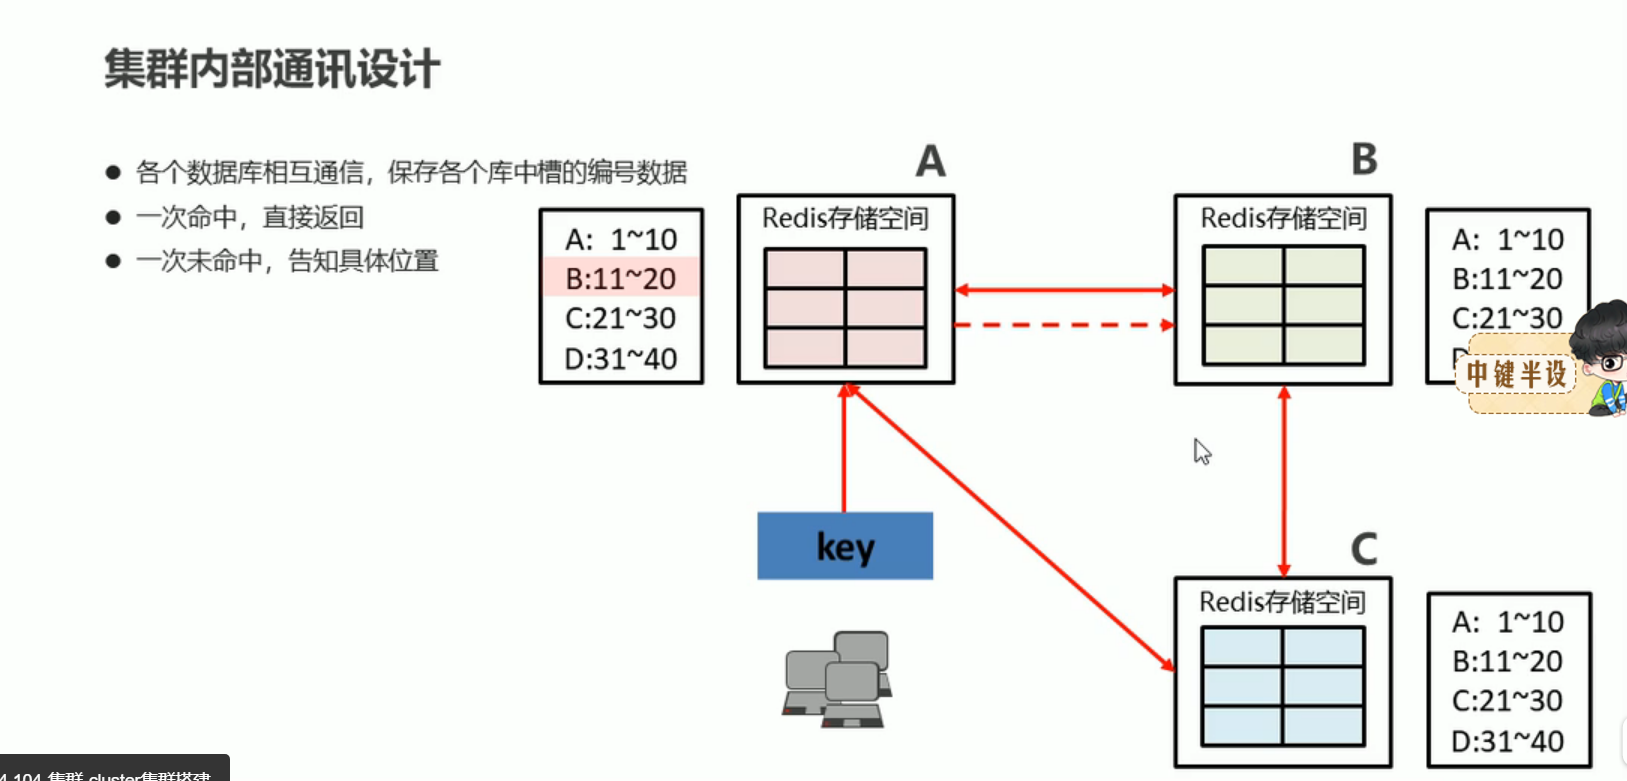 集群内部通讯设计
各个数据库相互通信，保存各个库中槽的编号数据
一次命中，直接返回
一次未命中，告知具体位置
A: 1~10
B:11~20
C:21~30
D:31~40
A
Redis存储空间
B
Redis存储空间
A: 1~10
B:11~20
C:21~30
D
中键半设
key
C
Redis存储空间
A: 1~10
B:11~20
C:21~30
D:31~40
4.104.集群.cluster集群搭建